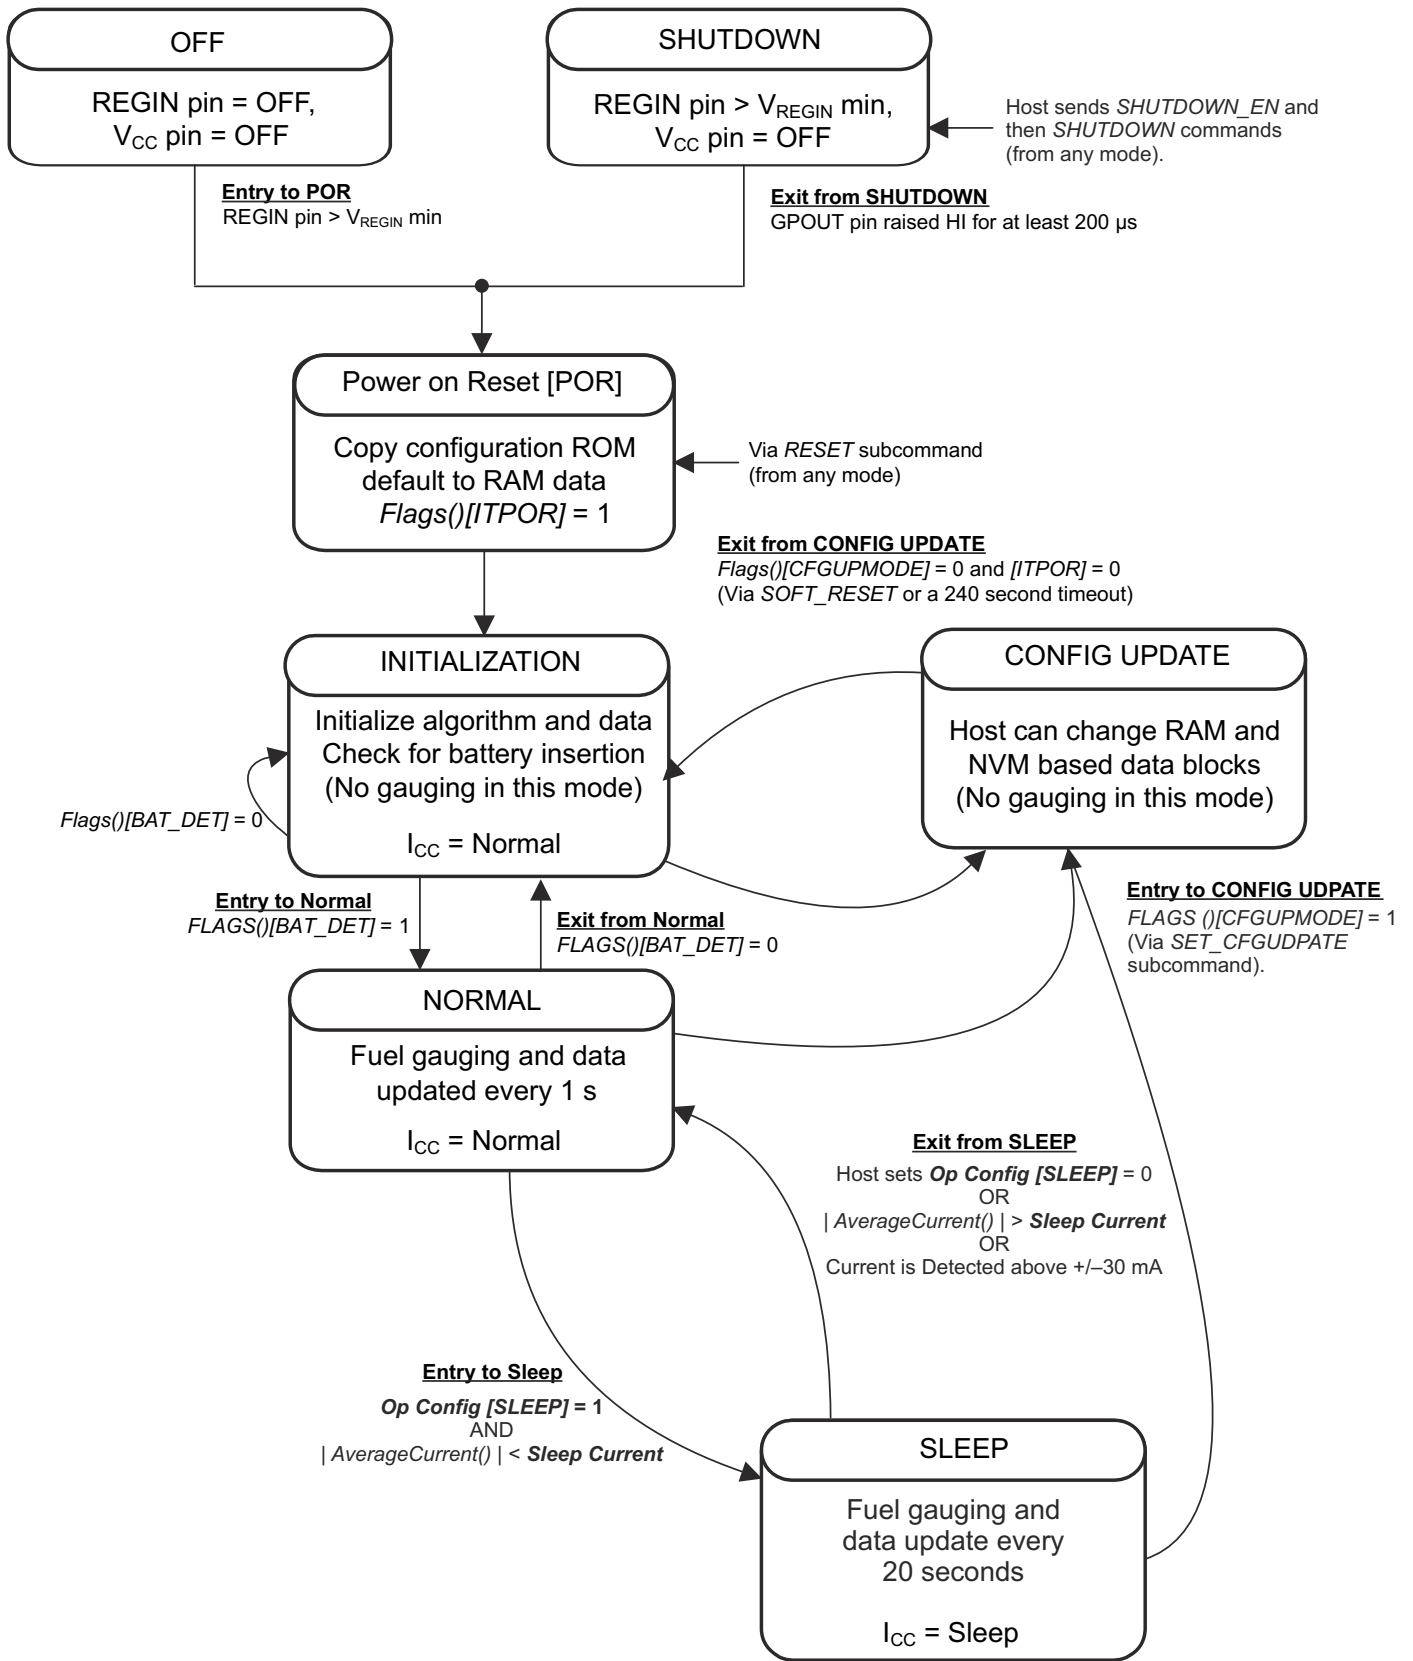 OFF
REGIN pin = OFF,
VCC pin = OFF
SHUTDOWN
REGIN pin > VREGIN min,
VCC pin = OFF
Host sends SHUTDOWN_EN and
then SHUTDOWN commands
(from any mode).
Entry to POR
REGIN pin > VREGIN min
Exit from SHUTDOWN
GPOUT pin raised HI for at least 200 µs
Power on Reset [POR]
Copy configuration ROM
default to RAM data
Flags()[ITPOR] = 1
Via RESET subcommand
(from any mode)
Exit from CONFIG UPDATE
Flags()[CFGUPMODE] = 0 and [ITPOR] = 0
(Via SOFT_RESET or a 240 second timeout)
INITIALIZATION
Initialize algorithm and data
Check for battery insertion
(No gauging in this mode)
ICC = Normal
Flags()[BAT_DET] = 0
CONFIG UPDATE
Host can change RAM and
NVM based data blocks
(No gauging in this mode)
Entry to Normal
FLAGS()[BAT_DET] = 1
Exit from Normal
FLAGS()[BAT_DET] = 0
Entry to CONFIG UDPATE
FLAGS ()[CFGUPMODE] = 1
(Via SET_CFGUDPATE
subcommand).
NORMAL
Fuel gauging and data
updated every 1 s
ICC = Normal
Exit from SLEEP
Host sets Op Config [SLEEP] = 0
OR
| AverageCurrent() | > Sleep Current
OR
Current is Detected above +/–30 mA
Entry to Sleep
Op Config [SLEEP] = 1
AND
| AverageCurrent() | < Sleep Current
SLEEP
Fuel gauging and
data update every
20 seconds
ICC = Sleep